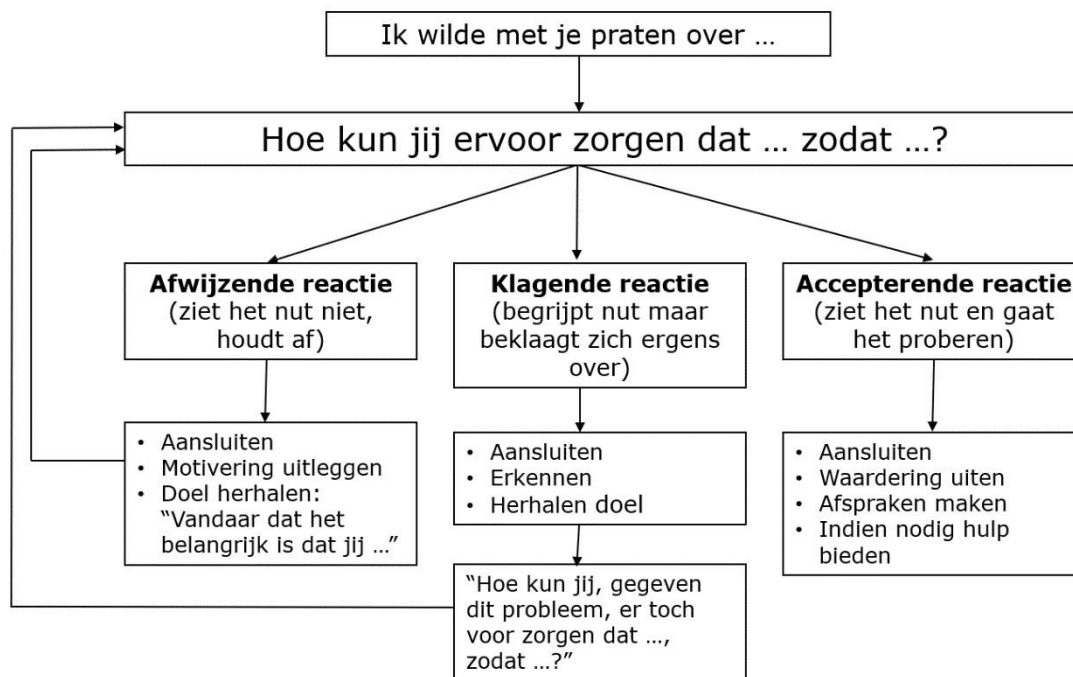 Ik wilde met je praten over …
Hoe kun jij ervoor zorgen dat … zodat …?
Afwijzende reactie
(ziet het nut niet,
houdt af)
Klagende reactie
(begrijpt nut maar
beklaagt zich ergens
over)
Accepterende reactie
(ziet het nut en gaat
het proberen)
• Aansluiten
• Motivering uitleggen
• Doel herhalen:
“Vandaar dat het
belangrijk is dat jij …”
• Aansluiten
• Erkennen
• Herhalen doel
• Aansluiten
• Waardering uiten
• Afspraken maken
• Indien nodig hulp
bieden
“Hoe kun jij, gegeven
dit probleem, er toch
voor zorgen dat …,
zodat …?”